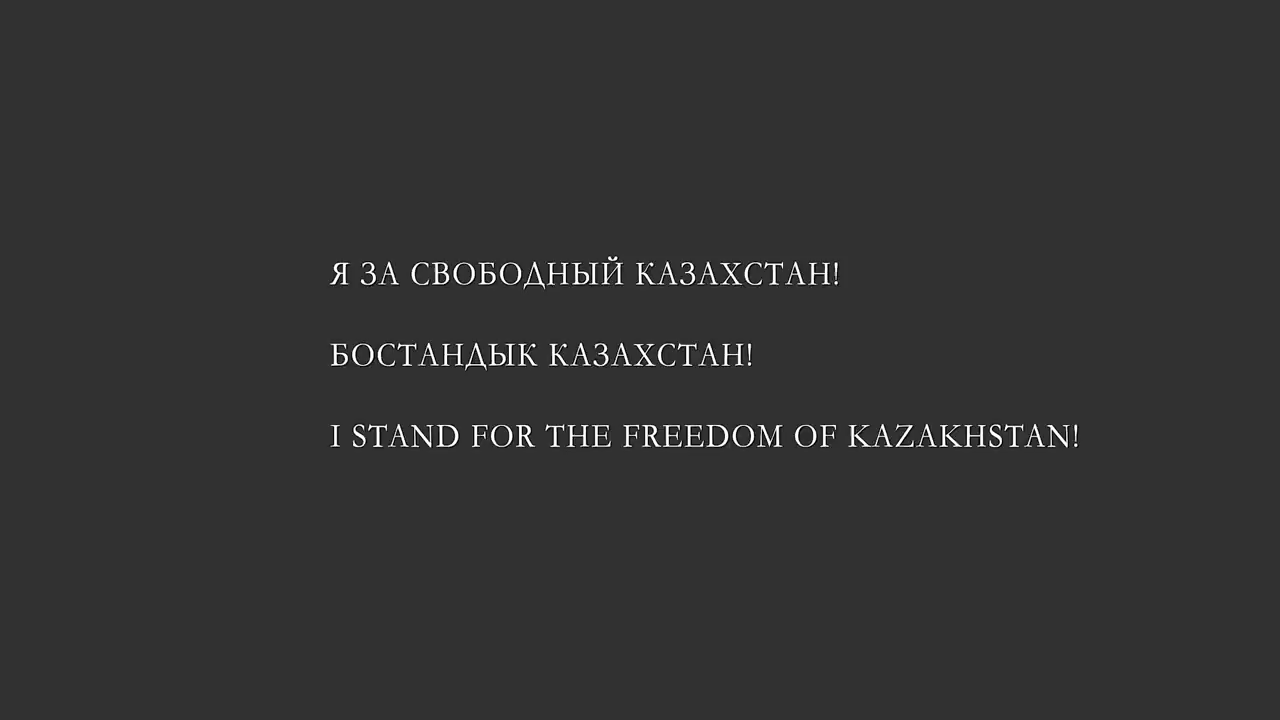 Я ЗА СВОБОДНЫЙ КАЗАХСТАН!
БОСТАНДЫК КАЗАХСТАН!
I STAND FOR THE FREEDOM OF KAZAKHSTAN!